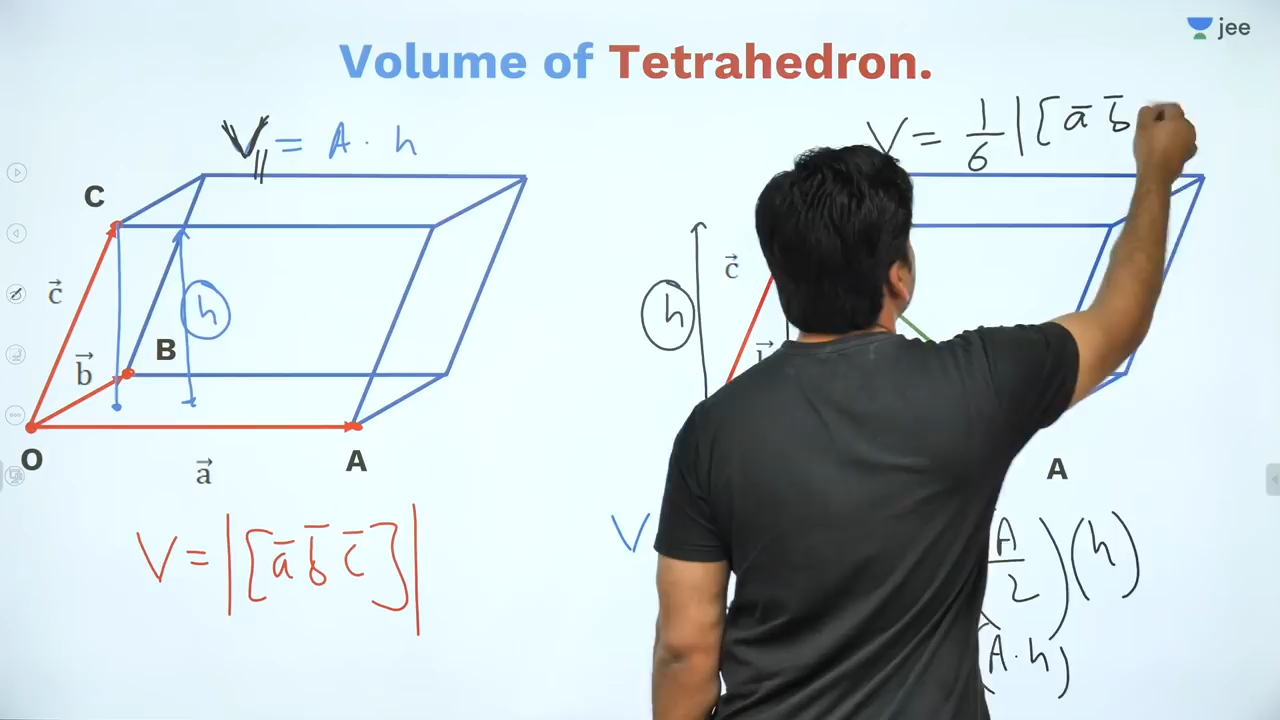 jee
Volume of Tetrahedron.
V|| = A · h
C
c⃗
h
B
b⃗
O
a⃗
A
V = |[a̅ b̅ c̅]|
V = 1/6 |[a̅ b̅
c⃗
h
A
V
A/2) (h)
(A · h)